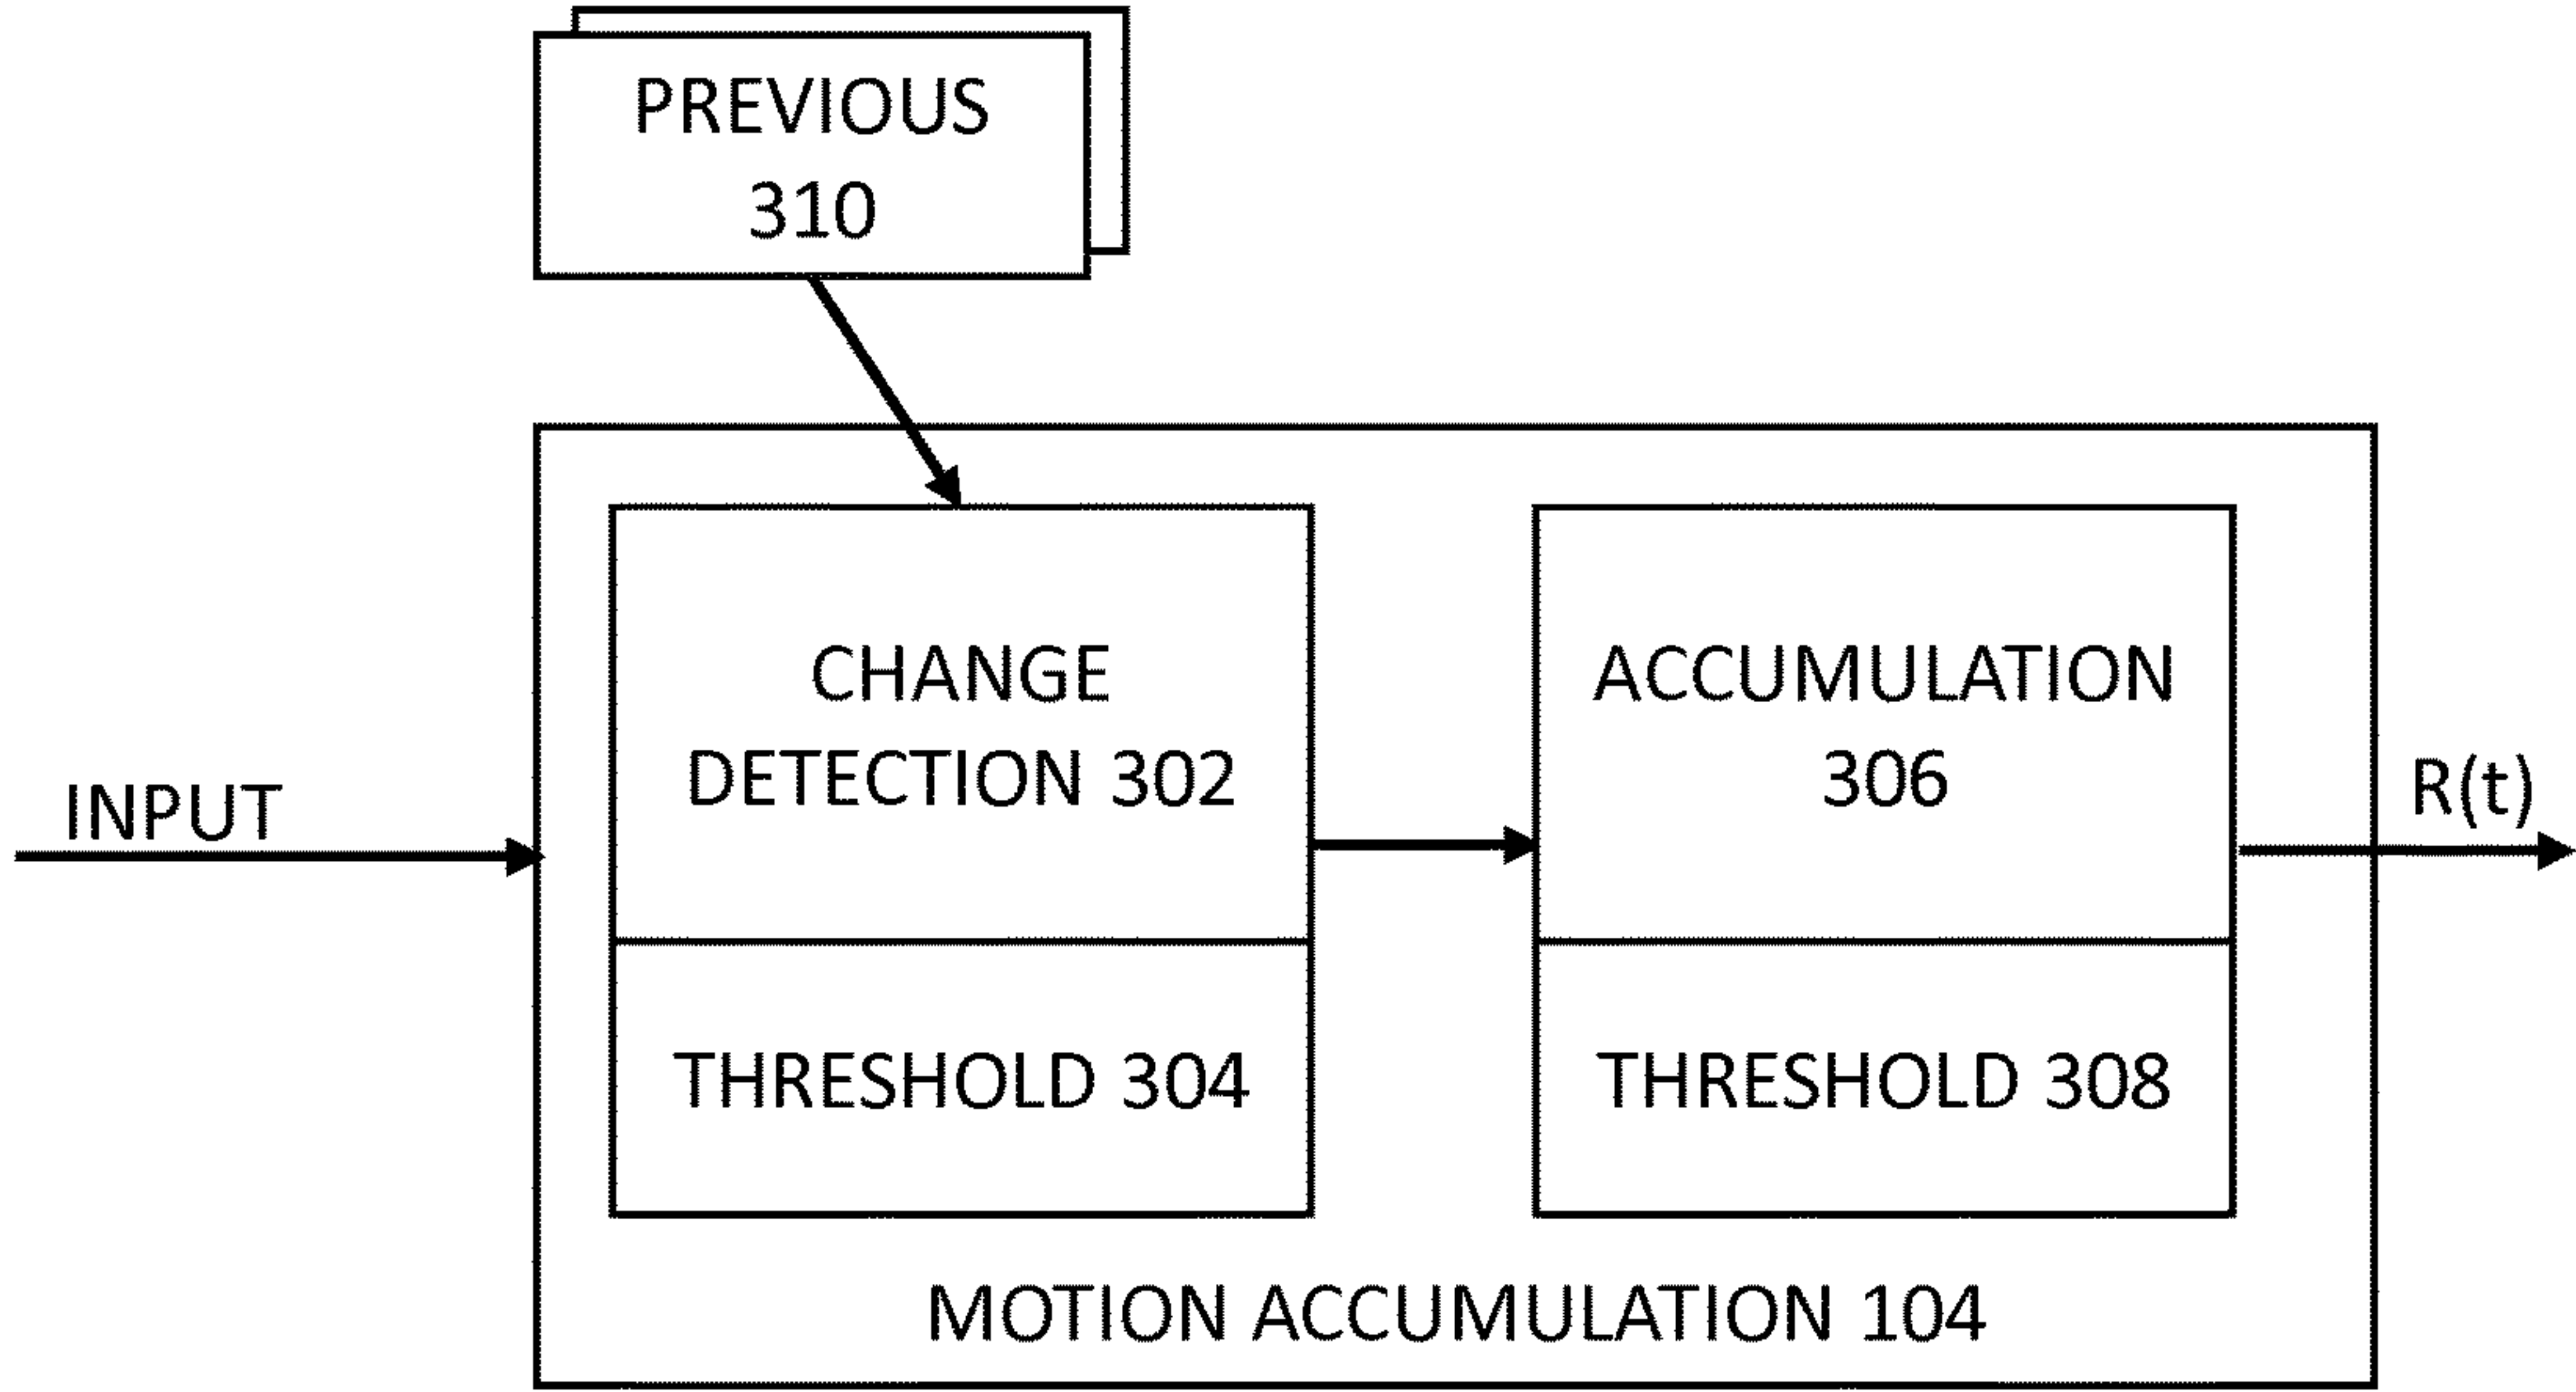 PREVIOUS
310
CHANGE
DETECTION 302
ACCUMULATION
306
INPUT
R(t)
THRESHOLD 304
THRESHOLD 308
MOTION ACCUMULATION 104